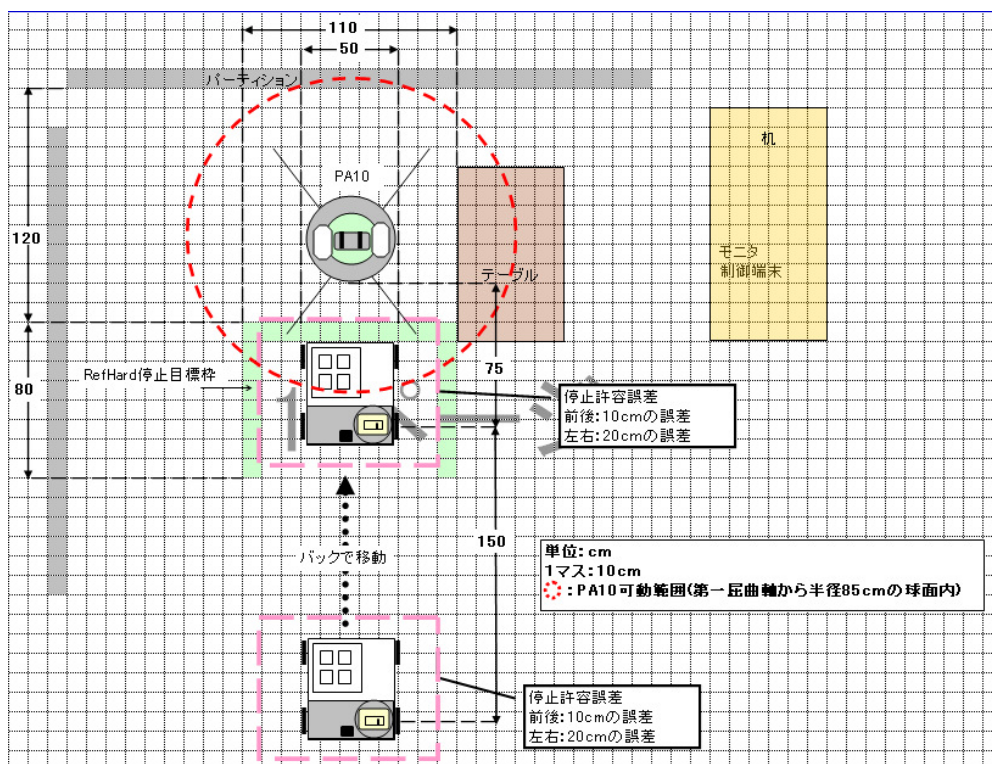 110
50
パーティション
机
PA10
120
モニタ
制御端末
テーブル
75
80
RefHard停止目標枠
停止許容誤差
前後:10cmの誤差
左右:20cmの誤差
1ページ
150
バックで移動
単位:cm
1マス:10cm
:PA10可動範囲(第一屈曲軸から半径85cmの球面内)
停止許容誤差
前後:10cmの誤差
左右:20cmの誤差